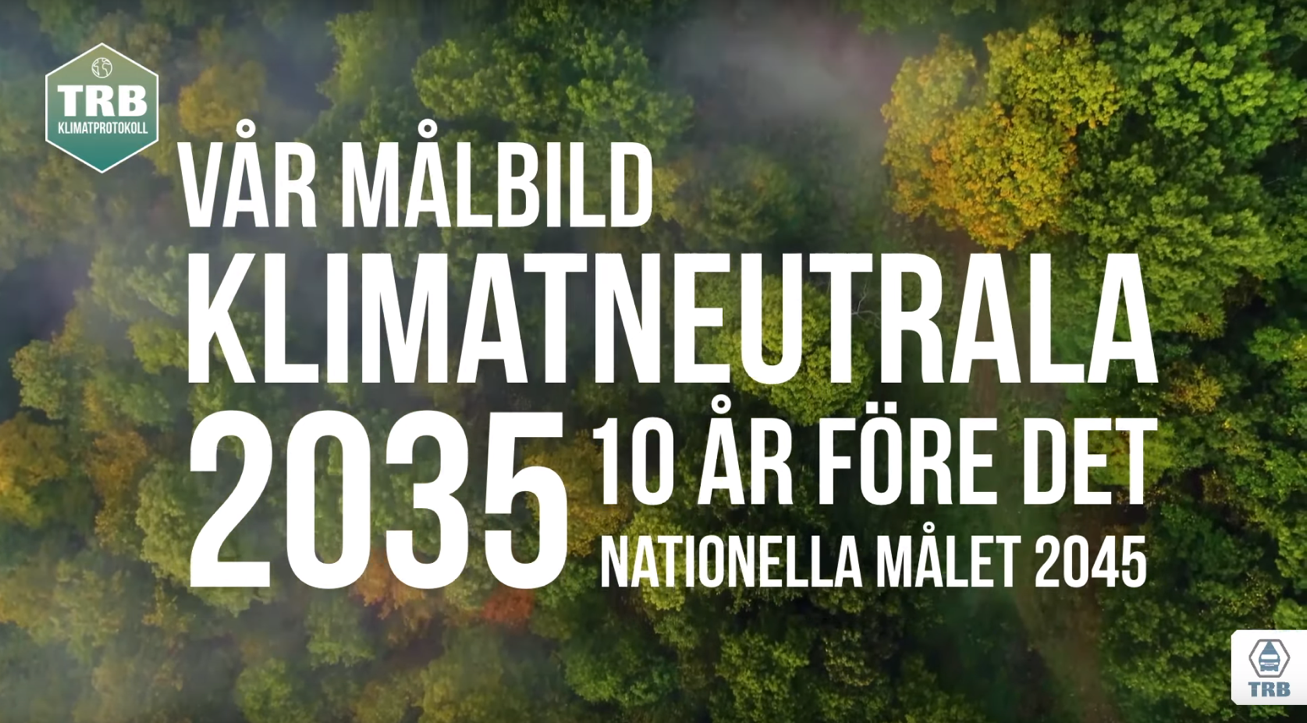 TRB
KLIMATPROTOKOLL
VÅR MÅLBILD
KLIMATNEUTRALA
2035 10 ÅR FÖRE DET
NATIONELLA MÅLET 2045
TRB